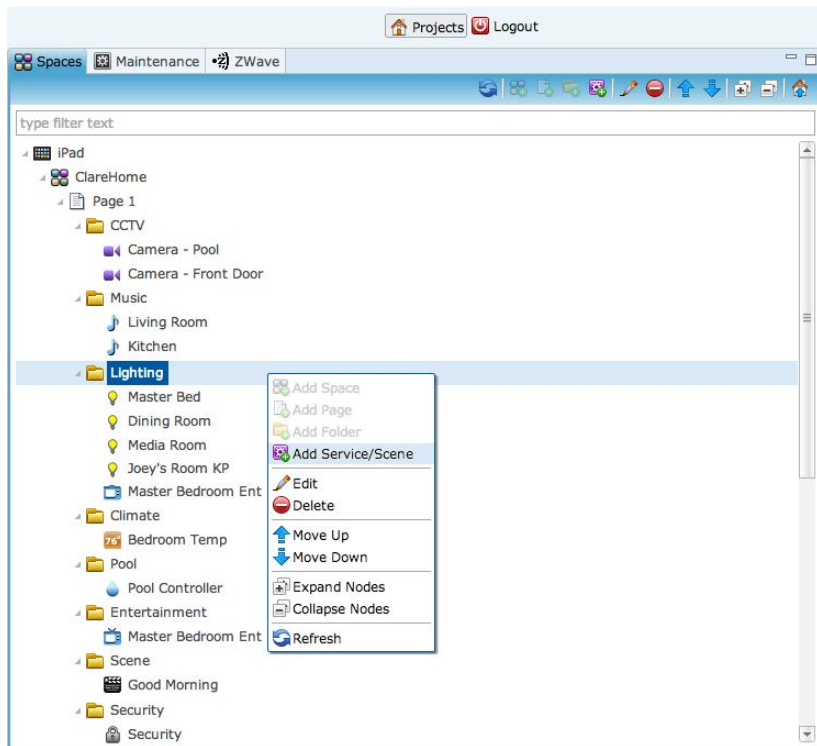 Projects Logout
Spaces Maintenance ZWave
type filter text
iPad
ClareHome
Page 1
CCTV
Camera - Pool
Camera - Front Door
Music
Living Room
Kitchen
Lighting
Master Bed
Dining Room
Media Room
Joey's Room KP
Master Bedroom Ent
Climate
76°
Bedroom Temp
Pool
Pool Controller
Entertainment
Master Bedroom Ent
Scene
Good Morning
Security
Security
Add Space
Add Page
Add Folder
Add Service/Scene
Edit
Delete
Move Up
Move Down
Expand Nodes
Collapse Nodes
Refresh